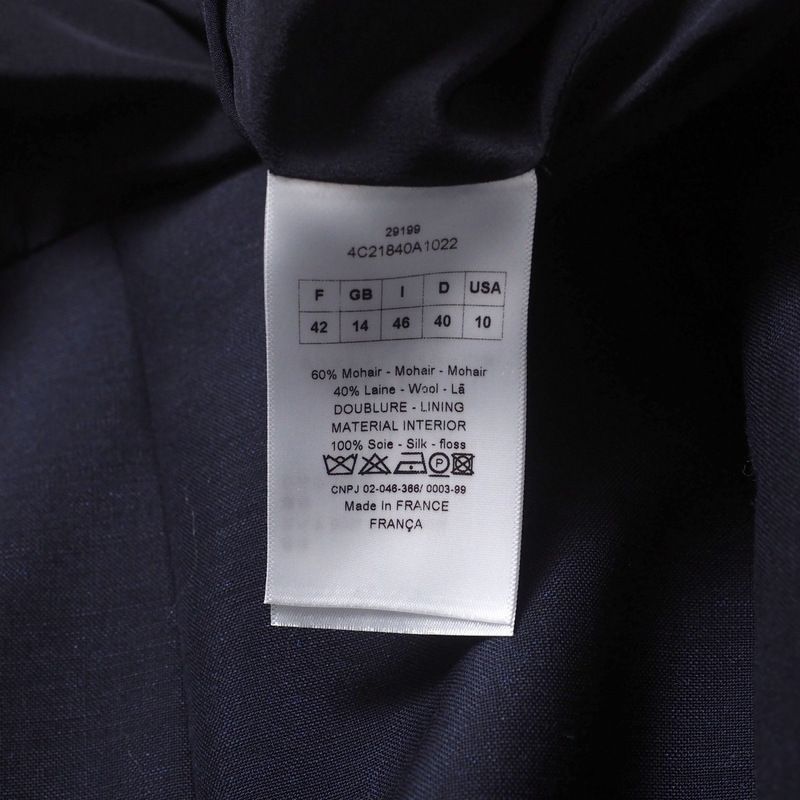 29199
4C21840A1022
F GB I D USA
42 14 46 40 10
60% Mohair - Mohair - Mohair
40% Laine - Wool - Lã
DOUBLURE - LINING
MATERIAL INTERIOR
100% Soie - Silk - floss
P
CNPJ 02-046-366/ 0003-99
Made in FRANCE
FRANÇA